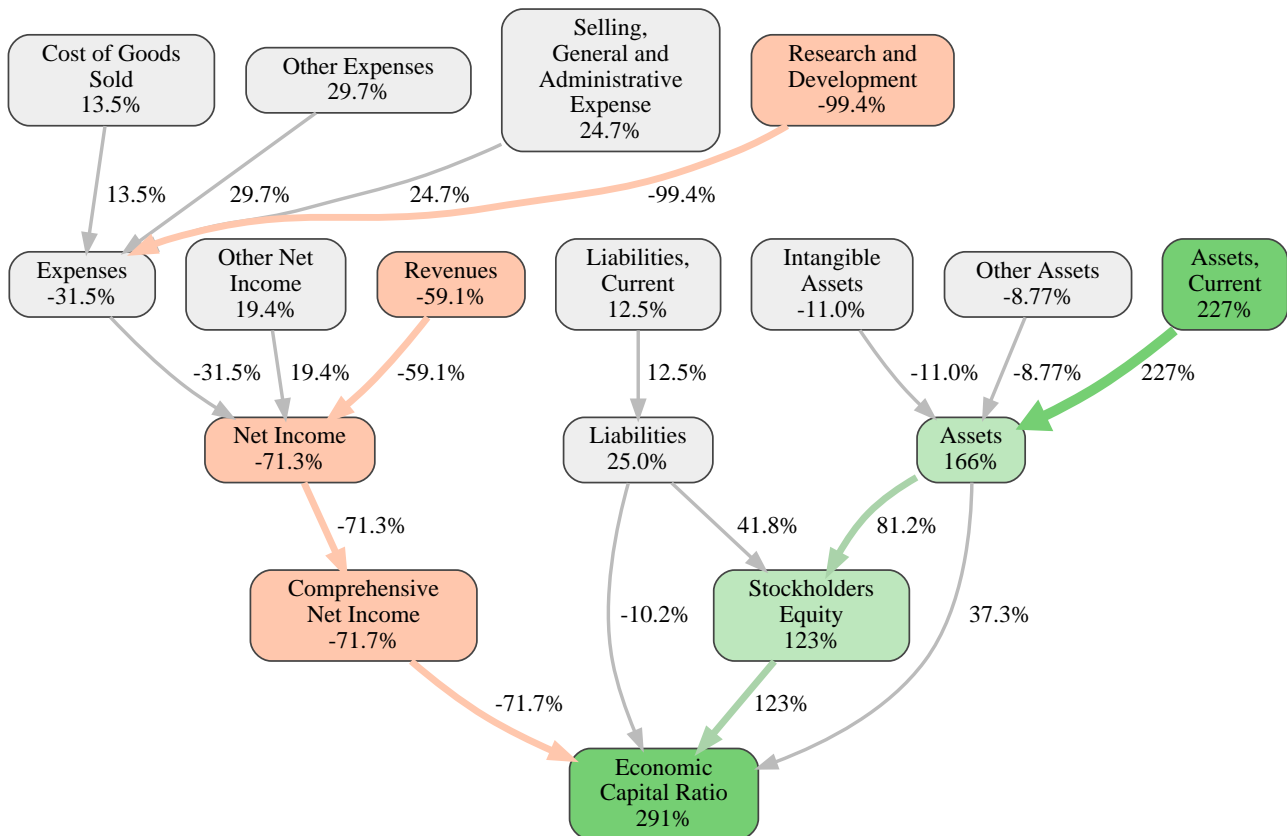 Cost of Goods
Sold
13.5%
Other Expenses
29.7%
Selling,
General and
Administrative
Expense
24.7%
Research and
Development
-99.4%
13.5%
29.7%
24.7%
-99.4%
Expenses
-31.5%
Other Net
Income
19.4%
Revenues
-59.1%
Liabilities,
Current
12.5%
Intangible
Assets
-11.0%
Other Assets
-8.77%
Assets,
Current
227%
-31.5%
19.4%
-59.1%
12.5%
-11.0%
-8.77%
227%
Net Income
-71.3%
Liabilities
25.0%
Assets
166%
-71.3%
41.8%
81.2%
Comprehensive
Net Income
-71.7%
-10.2%
Stockholders
Equity
123%
37.3%
-71.7%
123%
Economic
Capital Ratio
291%